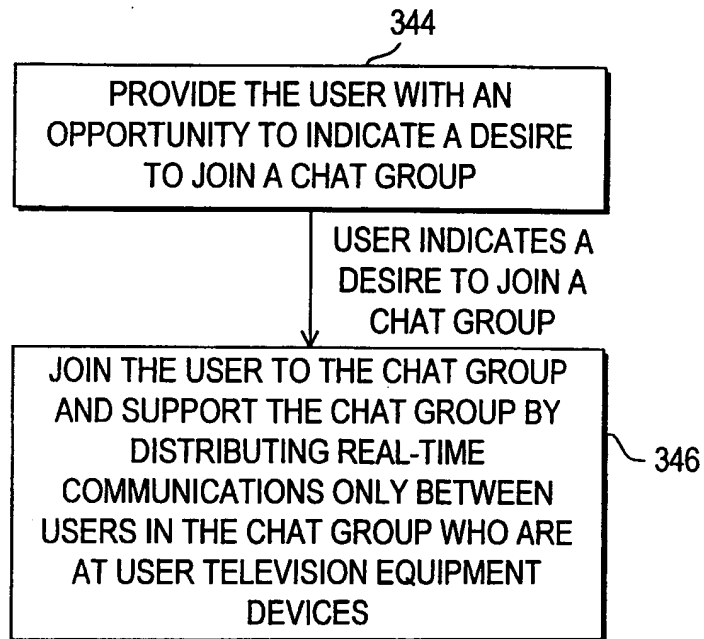 344
PROVIDE THE USER WITH AN
OPPORTUNITY TO INDICATE A DESIRE
TO JOIN A CHAT GROUP
USER INDICATES A
DESIRE TO JOIN A
CHAT GROUP
JOIN THE USER TO THE CHAT GROUP
AND SUPPORT THE CHAT GROUP BY
DISTRIBUTING REAL-TIME
COMMUNICATIONS ONLY BETWEEN
USERS IN THE CHAT GROUP WHO ARE
AT USER TELEVISION EQUIPMENT
DEVICES
346